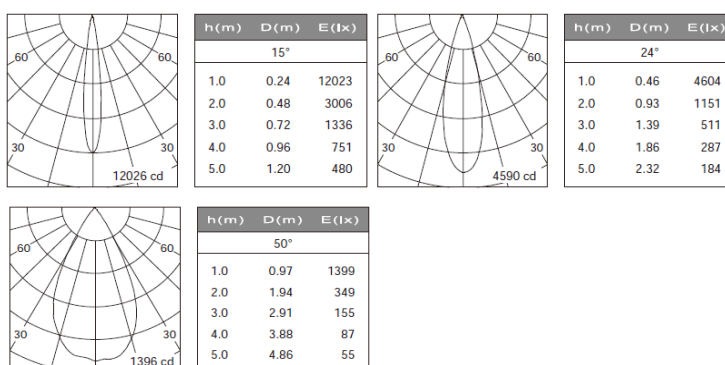 h(m) D(m) E(lx)
15°
1.0 0.24 12023
2.0 0.48 3006
3.0 0.72 1336
4.0 0.96 751
5.0 1.20 480
60 60
30 30
12026 cd
h(m) D(m) E(lx)
24°
1.0 0.46 4604
2.0 0.93 1151
3.0 1.39 511
4.0 1.86 287
5.0 2.32 184
60 60
30 30
4590 cd
h(m) D(m) E(lx)
50°
1.0 0.97 1399
2.0 1.94 349
3.0 2.91 155
4.0 3.88 87
5.0 4.86 55
60 60
30 30
1396 cd